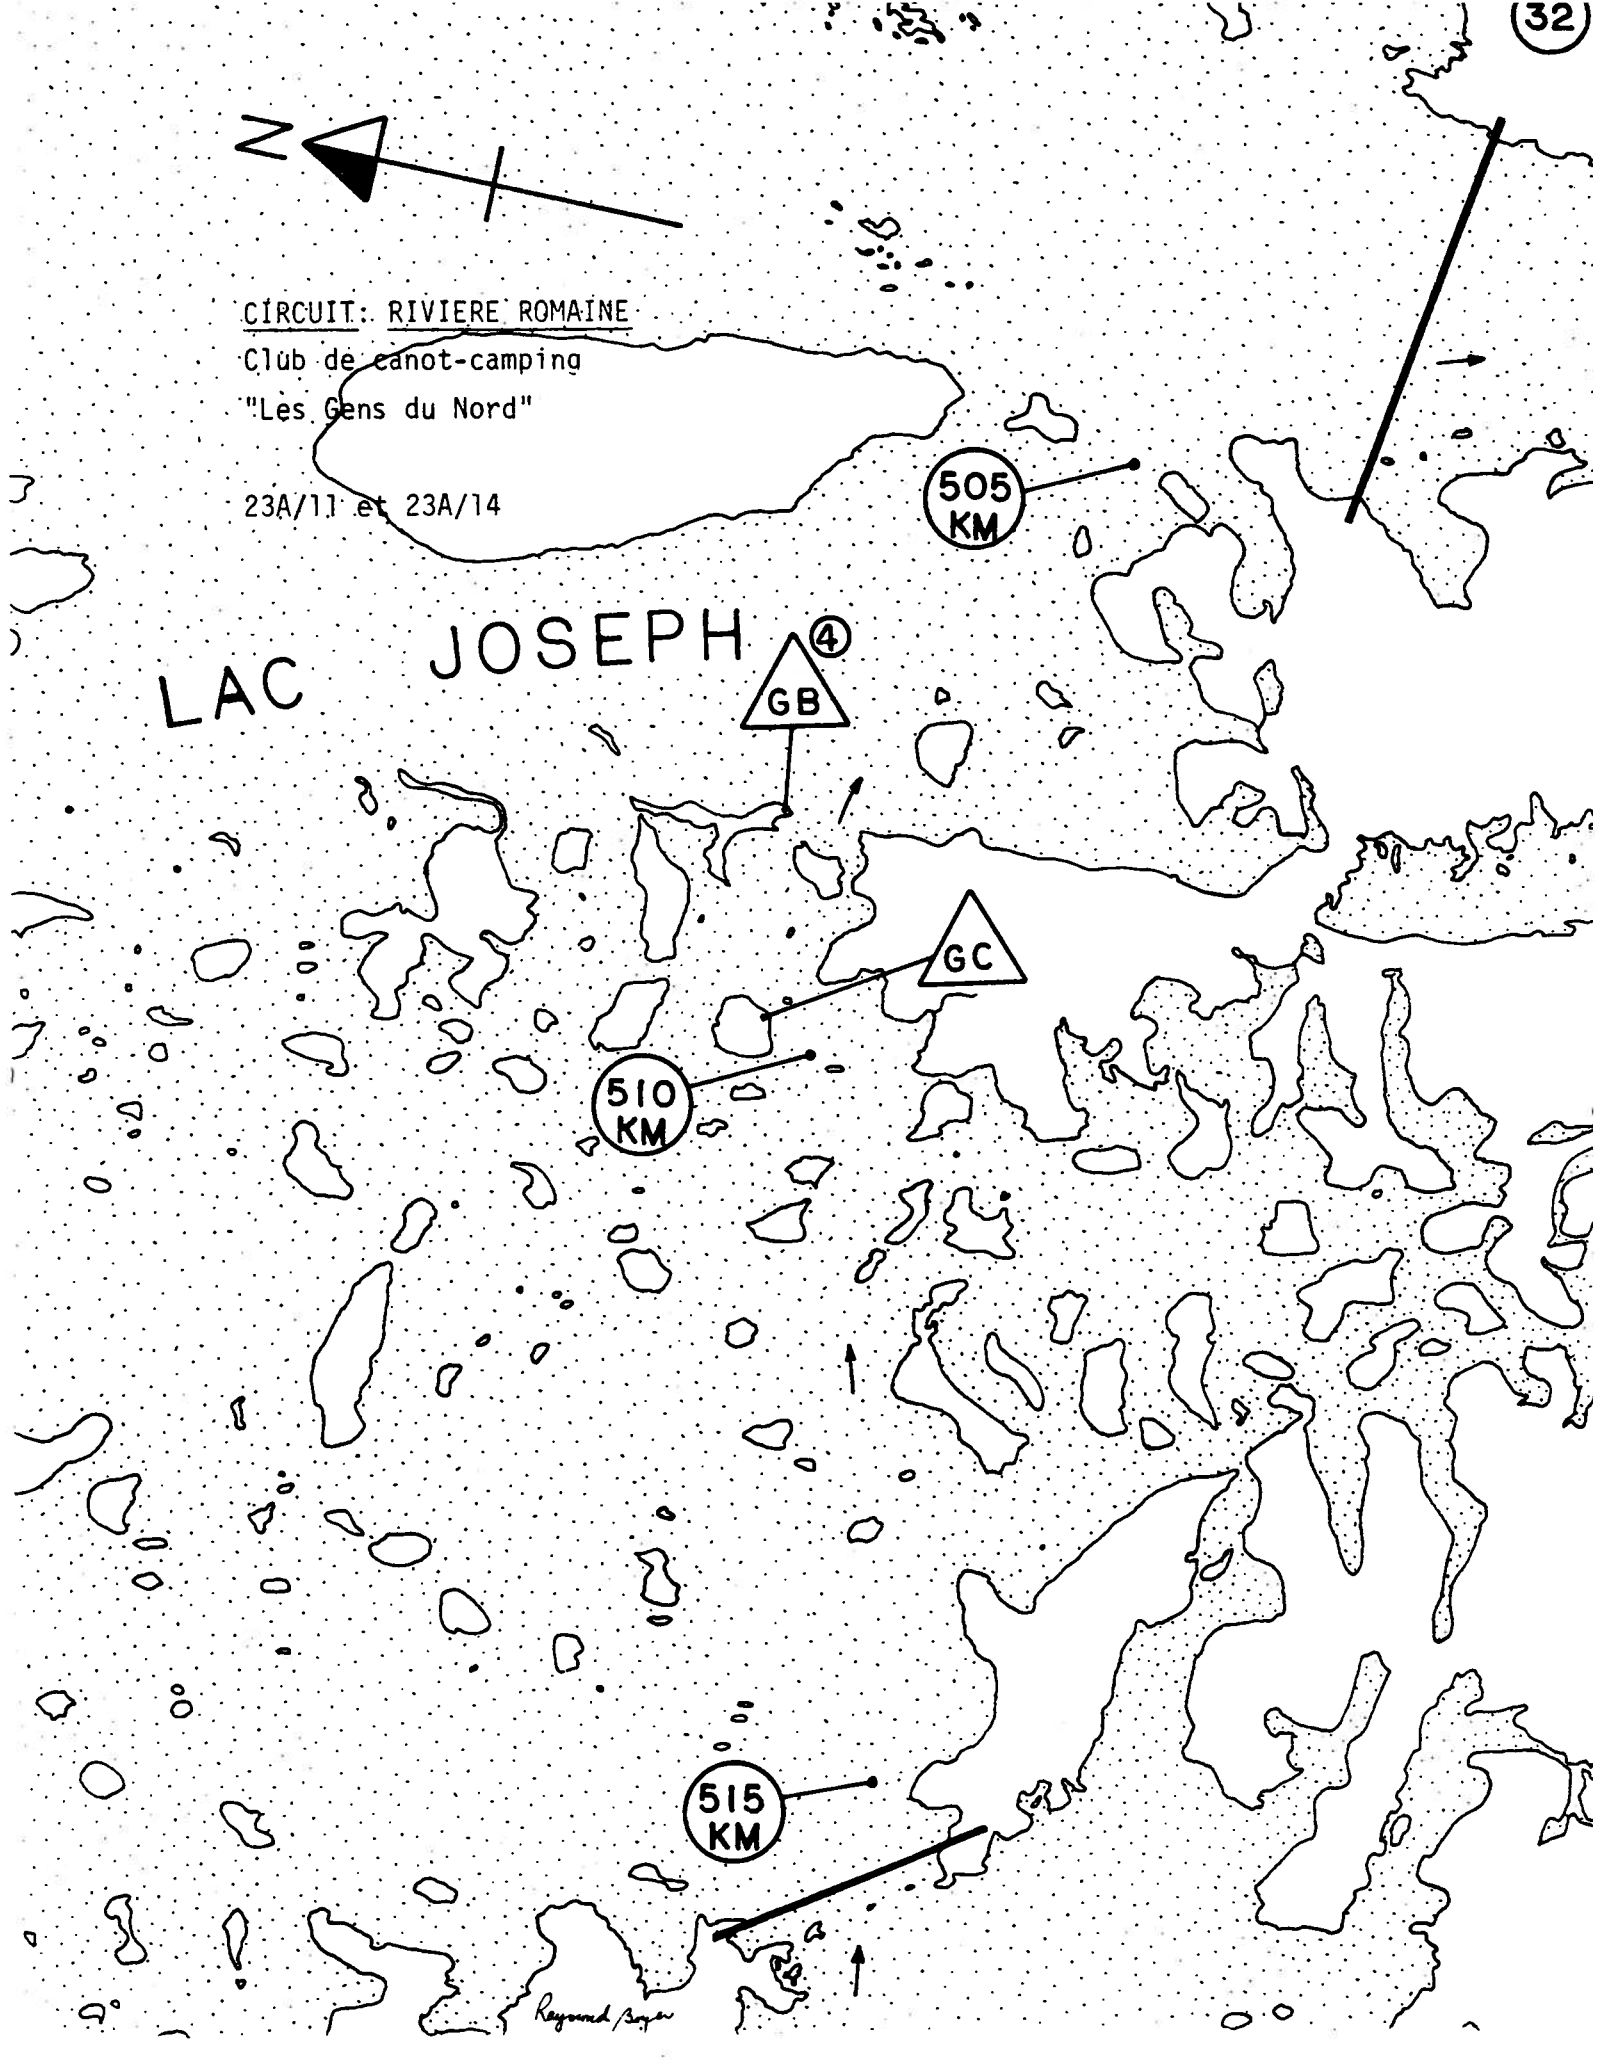 32
N
CIRCUIT: RIVIERE ROMAINE
Club de canot-camping
"Les Gens du Nord"
23A/11 et 23A/14
505
KM
LAC JOSEPH
4
GB
GC
510
KM
515
KM
Raymond Boyer